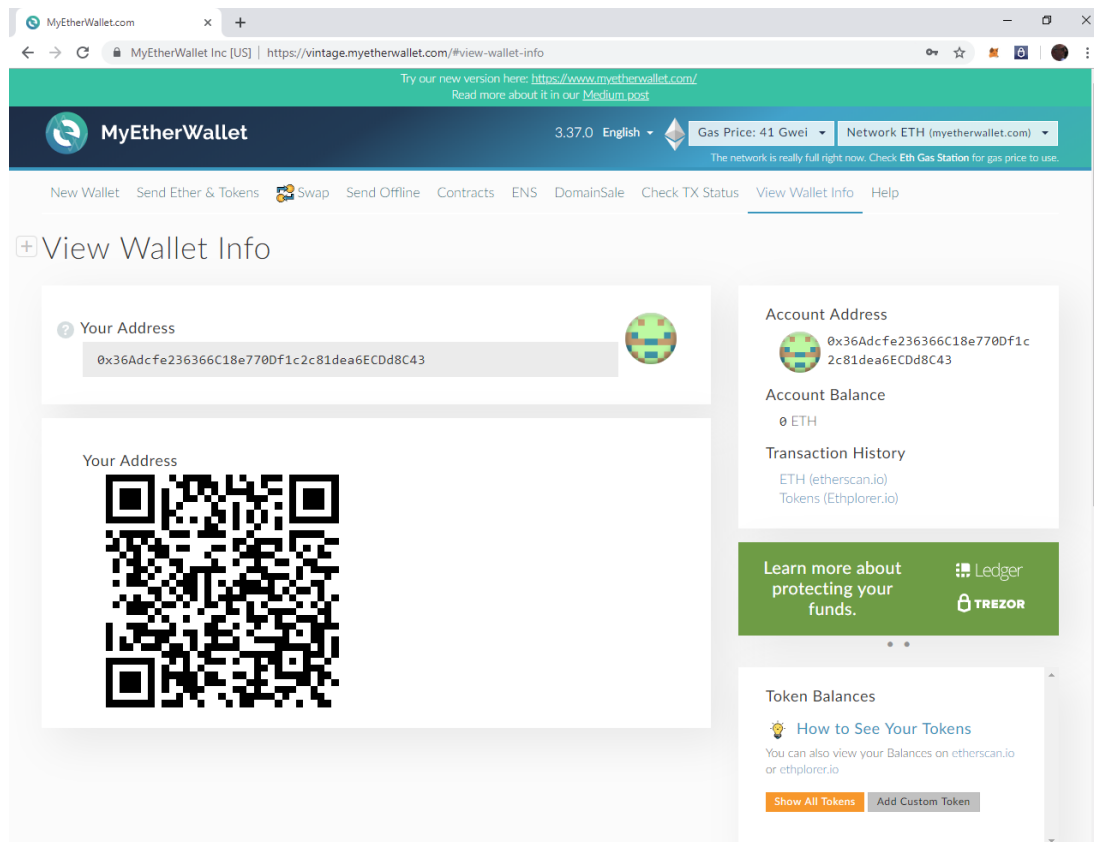 MyEtherWallet.com
MyEtherWallet Inc [US] | https://vintage.myetherwallet.com/#view-wallet-info
Try our new version here: https://www.myetherwallet.com/
Read more about it in our Medium post
MyEtherWallet
3.37.0 English
Gas Price: 41 Gwei
Network ETH (myetherwallet.com)
The network is really full right now. Check Eth Gas Station for gas price to use.
New Wallet Send Ether & Tokens Swap Send Offline Contracts ENS DomainSale Check TX Status View Wallet Info Help
View Wallet Info
Your Address
0x36Adcfe236366C18e770Df1c2c81dea6ECDd8C43
Your Address
Account Address
0x36Adcfe236366C18e770Df1c
2c81dea6ECDd8C43
Account Balance
0 ETH
Transaction History
ETH (etherscan.io)
Tokens (Ethplorer.io)
Learn more about
protecting your
funds.
Ledger
TREZOR
Token Balances
How to See Your Tokens
You can also view your Balances on etherscan.io
or ethplorer.io
Show All Tokens Add Custom Token